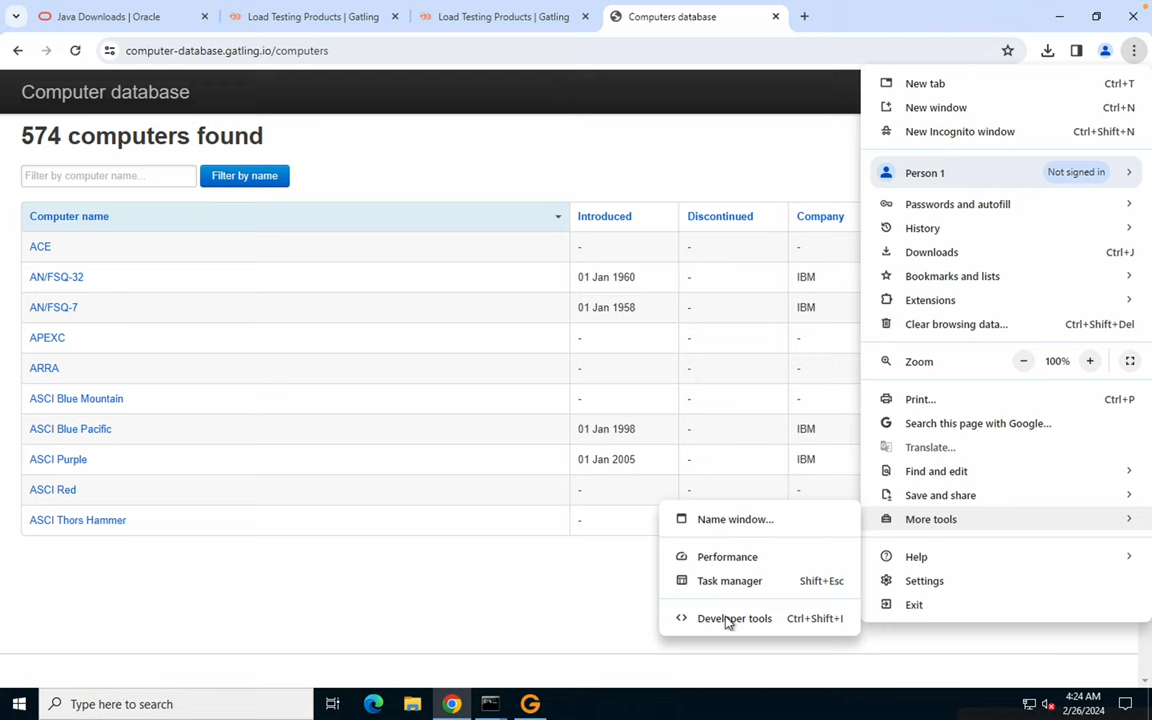 Java Downloads | Oracle
Load Testing Products | Gatling
Load Testing Products | Gatling
Computers database
computer-database.gatling.io/computers
Computer database
574 computers found
Filter by computer name...
Filter by name
Computer name Introduced Discontinued Company
ACE - - -
AN/FSQ-32 01 Jan 1960 - IBM
AN/FSQ-7 01 Jan 1958 - IBM
APEXC - - -
ARRA - - -
ASCI Blue Mountain - - -
ASCI Blue Pacific 01 Jan 1998 - IBM
ASCI Purple 01 Jan 2005 - IBM
ASCI Red - - -
ASCI Thors Hammer -
New tab Ctrl+T
New window Ctrl+N
New Incognito window Ctrl+Shift+N
Person 1 Not signed in
Passwords and autofill
History
Downloads Ctrl+J
Bookmarks and lists
Extensions
Clear browsing data... Ctrl+Shift+Del
Zoom 100%
Print... Ctrl+P
Search this page with Google...
Translate...
Find and edit
Save and share
More tools
Help
Settings
Exit
Name window...
Performance
Task manager Shift+Esc
Developer tools Ctrl+Shift+I
Type here to search
4:24 AM
2/26/2024